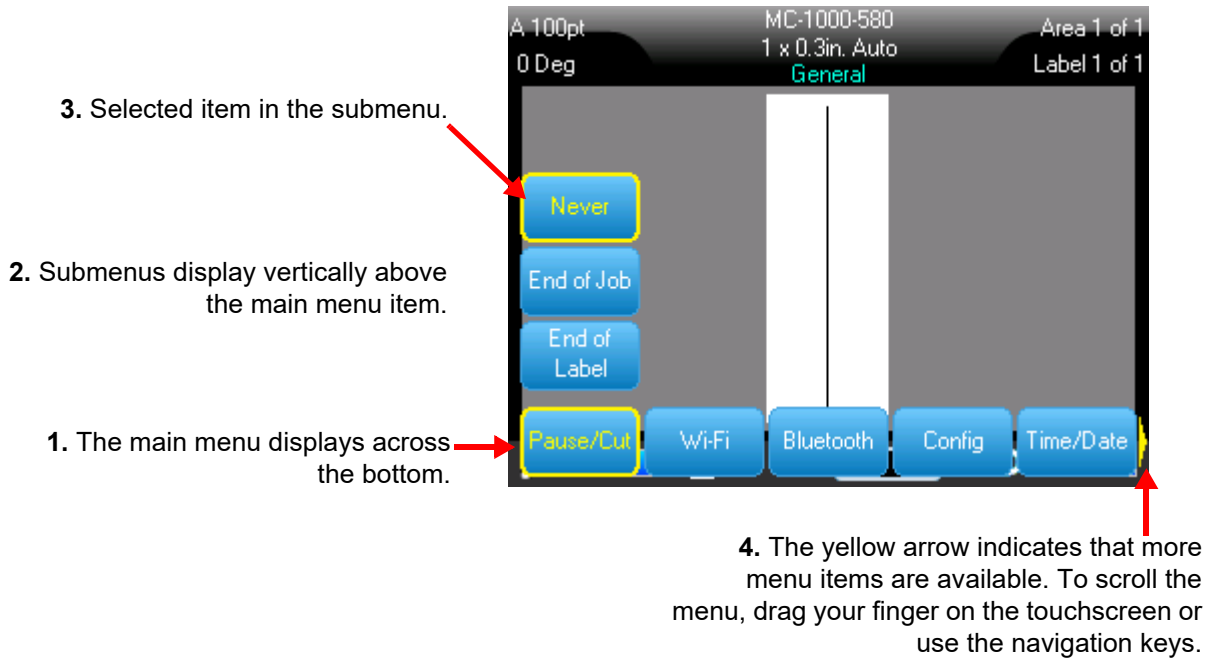 A 100pt
MC-1000-580
Area 1 of 1
0 Deg
1 x 0.3in. Auto
Label 1 of 1
General
3. Selected item in the submenu.
Never
2. Submenus display vertically above
the main menu item.
End of Job
End of
Label
1. The main menu displays across
the bottom.
Pause/Cut
Wi-Fi
Bluetooth
Config
Time/Date
4. The yellow arrow indicates that more
menu items are available. To scroll the
menu, drag your finger on the touchscreen or
use the navigation keys.